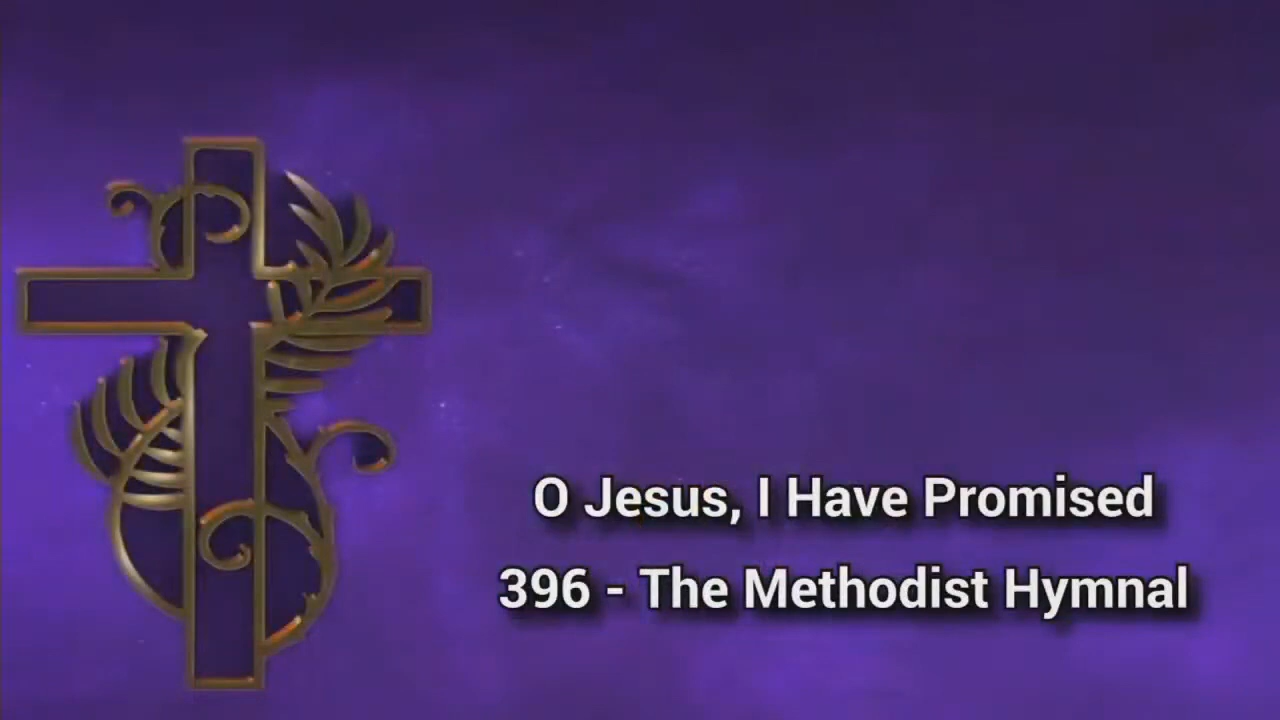 O Jesus, I Have Promised
396 - The Methodist Hymnal